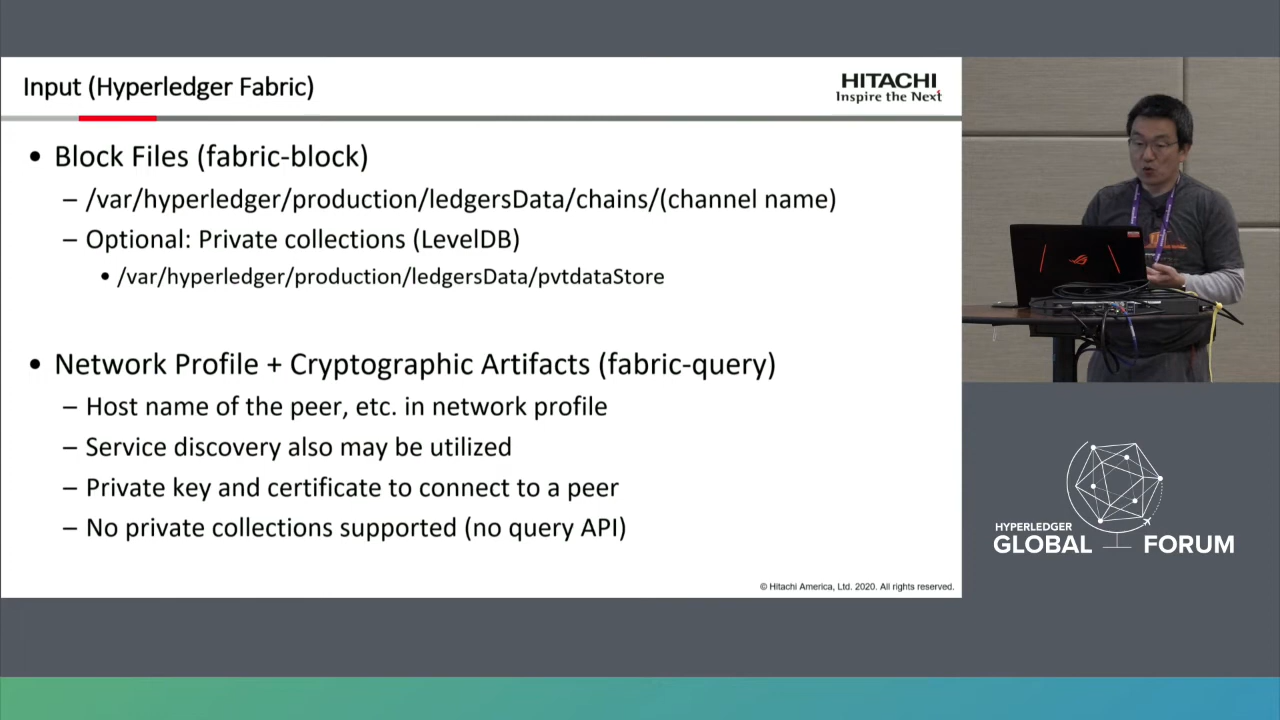 Input (Hyperledger Fabric)
HITACHI
Inspire the Next
• Block Files (fabric-block)
– /var/hyperledger/production/ledgersData/chains/(channel name)
– Optional: Private collections (LevelDB)
• /var/hyperledger/production/ledgersData/pvtdataStore
• Network Profile + Cryptographic Artifacts (fabric-query)
– Host name of the peer, etc. in network profile
– Service discovery also may be utilized
– Private key and certificate to connect to a peer
– No private collections supported (no query API)
© Hitachi America, Ltd. 2020. All rights reserved.
HYPERLEDGER
GLOBAL FORUM